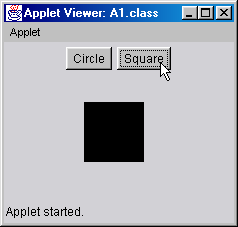 Applet Viewer: A1.class
Applet
Circle Square
Applet started.